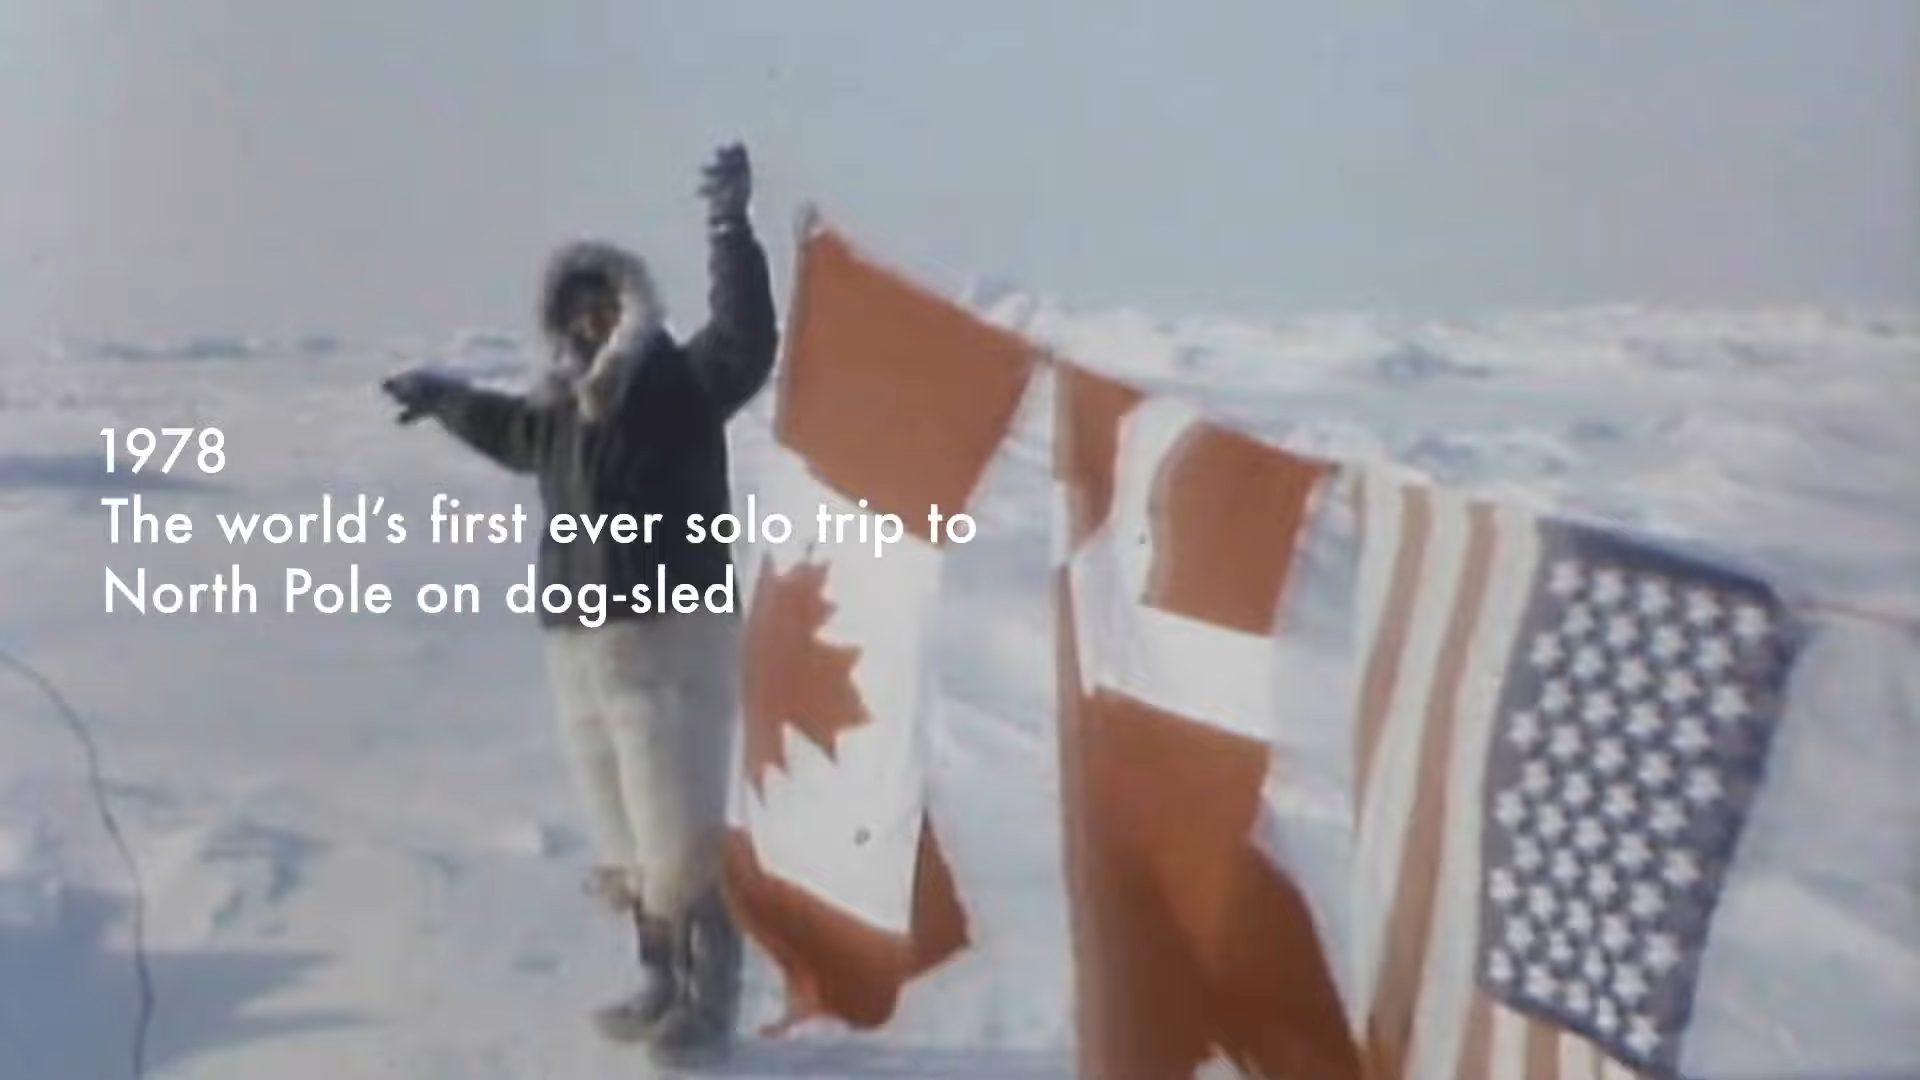 1978
The world’s first ever solo trip to
North Pole on dog-sled